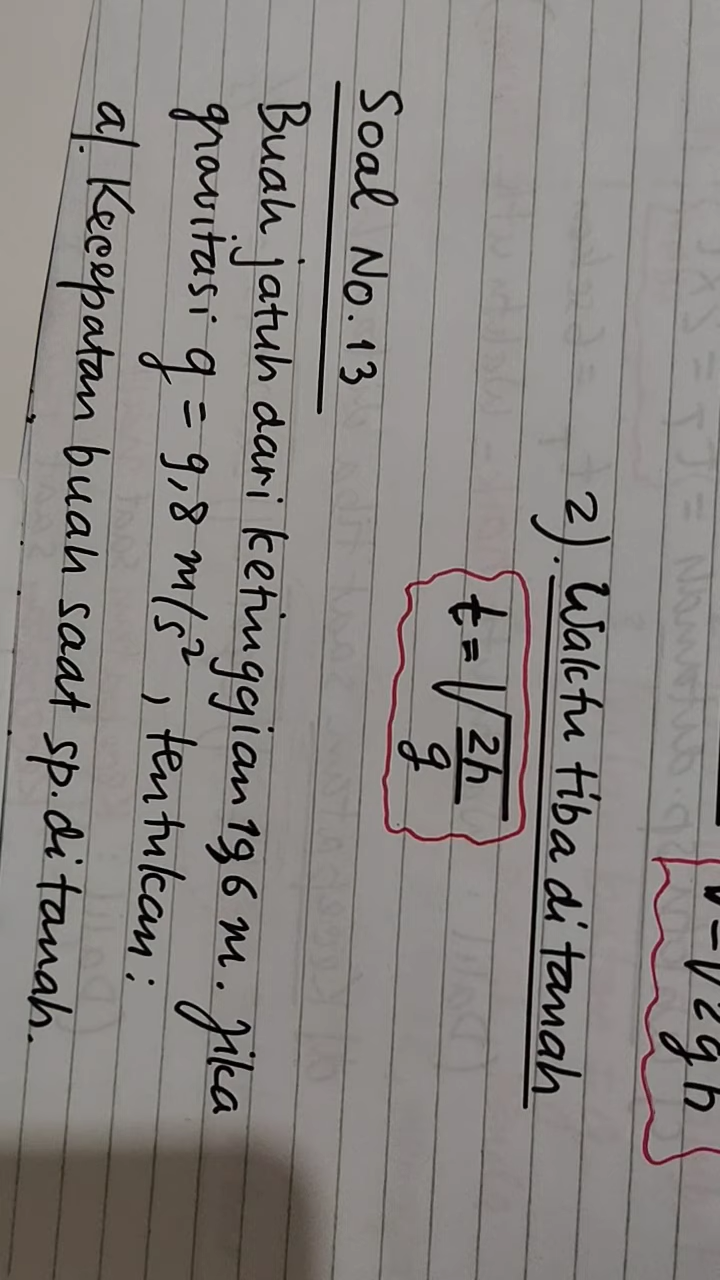 v = √2gh
2). Waktu tiba di tanah
t = √2h/g
Soal No. 13
Buah jatuh dari ketinggian 19,6 m. Jika
gravitasi g = 9,8 m/s², tentukan :
a). Kecepatan buah saat sp. di tanah.